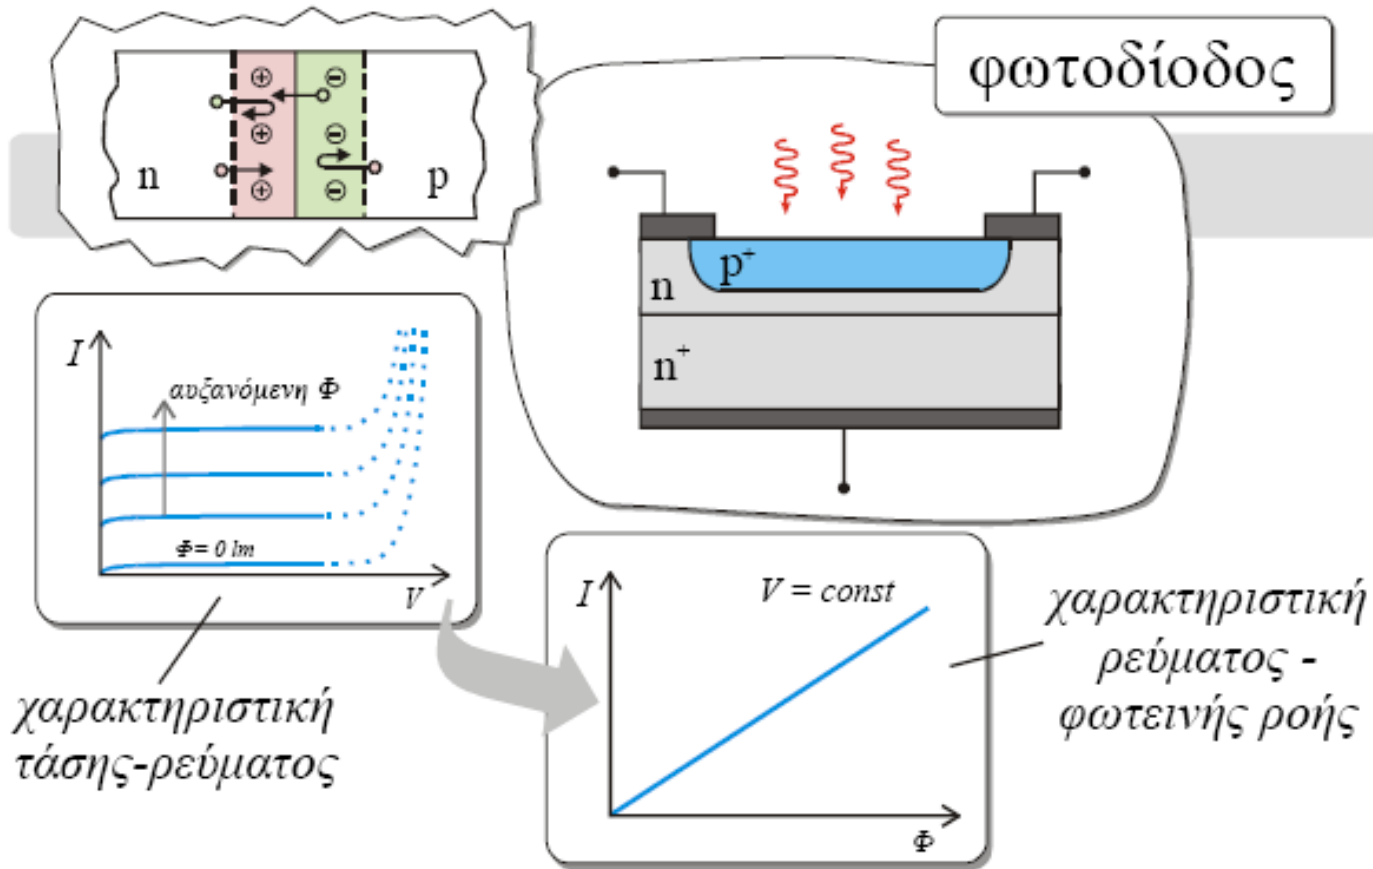 φωτοδίοδος
n
p
p⁺
n
n⁺
I
αυξανόμενη Φ
Φ= 0 lm
V
χαρακτηριστική
τάσης-ρεύματος
I
V = const
Φ
χαρακτηριστική
ρεύματος -
φωτεινής ροής